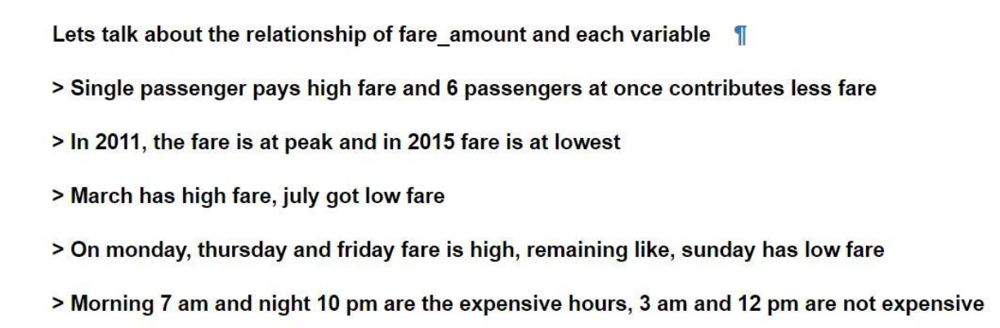 Lets talk about the relationship of fare_amount and each variable ¶
> Single passenger pays high fare and 6 passengers at once contributes less fare
> In 2011, the fare is at peak and in 2015 fare is at lowest
> March has high fare, july got low fare
> On monday, thursday and friday fare is high, remaining like, sunday has low fare
> Morning 7 am and night 10 pm are the expensive hours, 3 am and 12 pm are not expensive